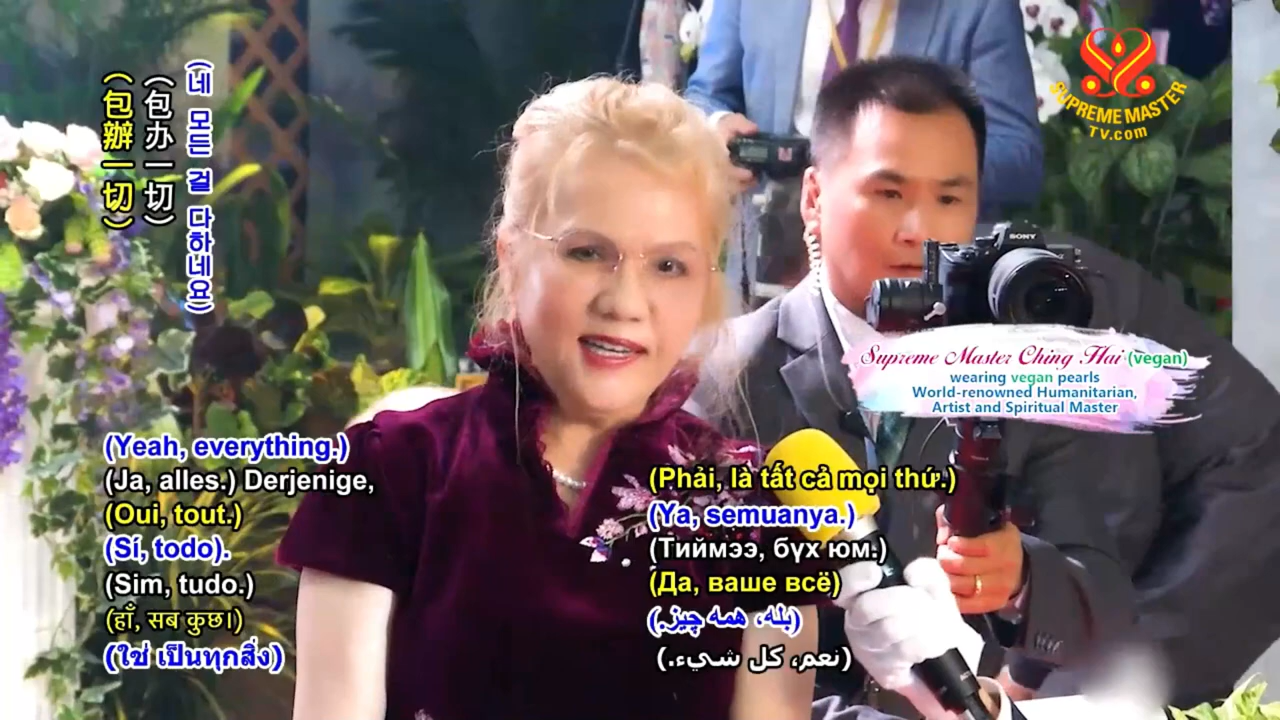 (包辦一切)
(包办一切)
(네 모든 걸 다하네요)
SUPREME MASTER
TV.com
SONY
Supreme Master Ching Hai (vegan)
wearing vegan pearls
World-renowned Humanitarian,
Artist and Spiritual Master
(Yeah, everything.)
(Ja, alles.) Derjenige,
(Oui, tout.)
(Sí, todo).
(Sim, tudo.)
(हाँ, सब कुछ।)
(ใช่ เป็นทุกสิ่ง)
(Phải, là tất cả mọi thứ.)
(Ya, semuanya.)
(Тиймээ, бүх юм.)
(Да, ваше всё)
(بله، همه چیز.)
(نعم، كل شيء.)